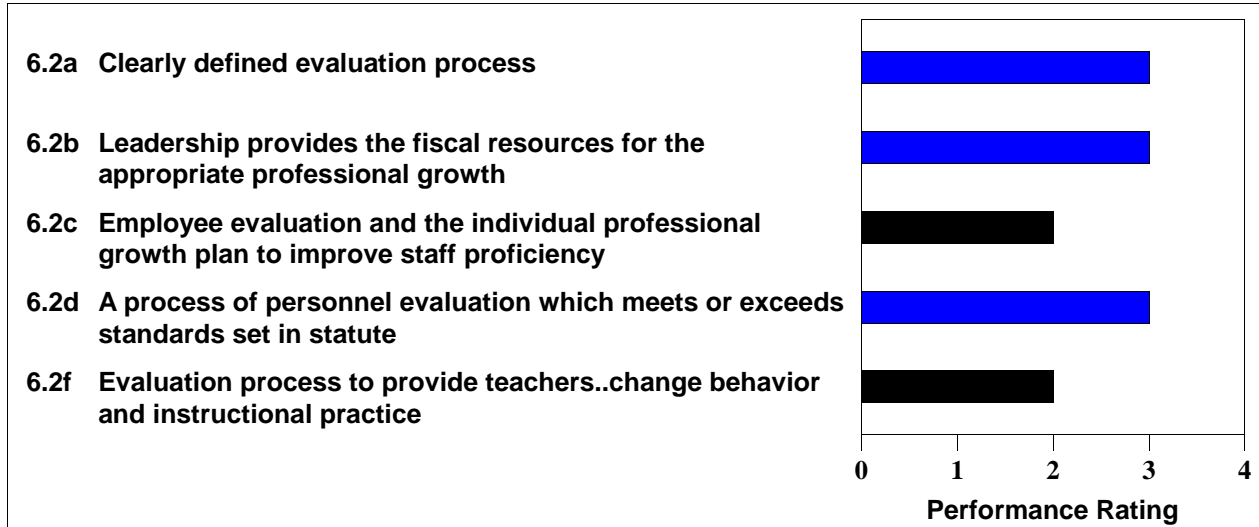 6.2a Clearly defined evaluation process
6.2b Leadership provides the fiscal resources for the
appropriate professional growth
6.2c Employee evaluation and the individual professional
growth plan to improve staff proficiency
6.2d A process of personnel evaluation which meets or exceeds
standards set in statute
6.2f Evaluation process to provide teachers..change behavior
and instructional practice
0 1 2 3 4
Performance Rating